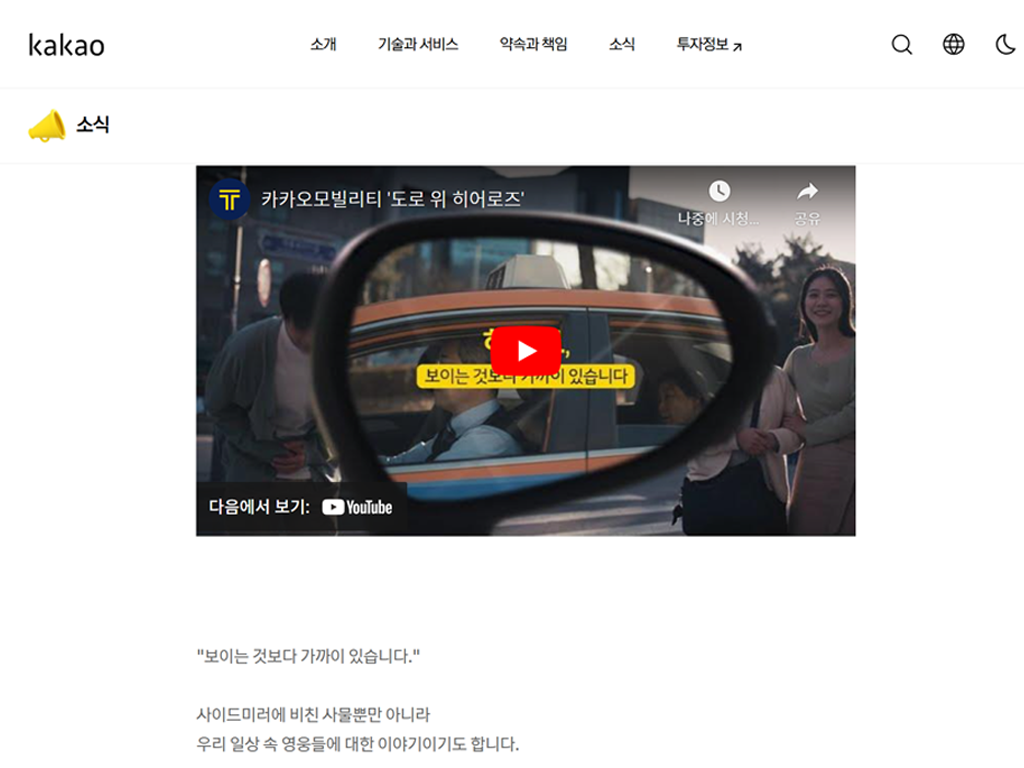 kakao
소개
기술과 서비스
약속과 책임
소식
투자정보
소식
카카오모빌리티 '도로 위 히어로즈'
나중에 시청...
공유
보이는 것보다 가까이 있습니다
다음에서 보기: YouTube
"보이는 것보다 가까이 있습니다."
사이드미러에 비친 사물뿐만 아니라
우리 일상 속 영웅들에 대한 이야기이기도 합니다.